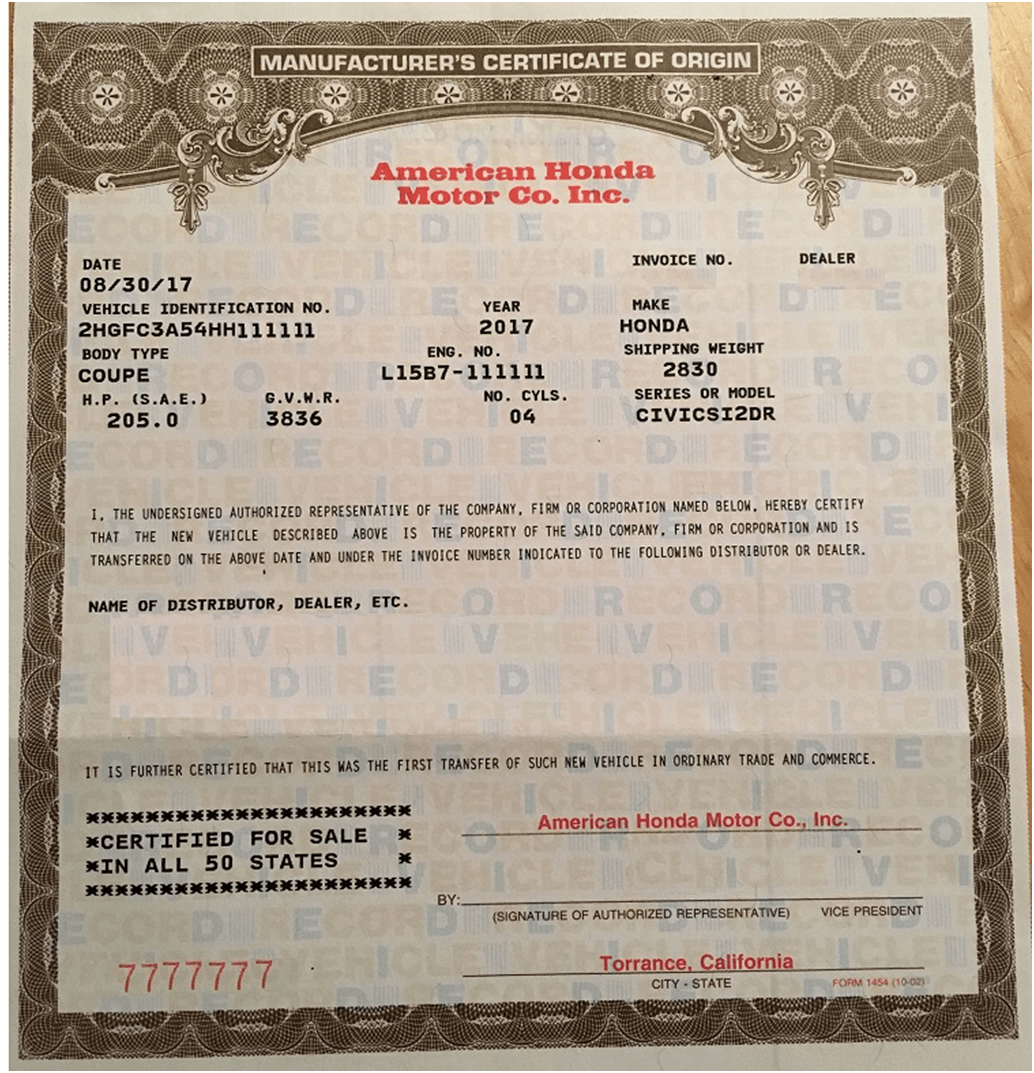 MANUFACTURER'S CERTIFICATE OF ORIGIN
American Honda
Motor Co. Inc.
DATE INVOICE NO. DEALER
08/30/17
VEHICLE IDENTIFICATION NO. YEAR MAKE
2HGFC3A54HH111111 2017 HONDA
BODY TYPE ENG. NO. SHIPPING WEIGHT
COUPE L15B7-111111 2830
H.P. (S.A.E.) G.V.W.R. NO. CYLS. SERIES OR MODEL
205.0 3836 04 CIVICSI2DR
I, THE UNDERSIGNED AUTHORIZED REPRESENTATIVE OF THE COMPANY, FIRM OR CORPORATION NAMED BELOW, HEREBY CERTIFY
THAT THE NEW VEHICLE DESCRIBED ABOVE IS THE PROPERTY OF THE SAID COMPANY, FIRM OR CORPORATION AND IS
TRANSFERRED ON THE ABOVE DATE AND UNDER THE INVOICE NUMBER INDICATED TO THE FOLLOWING DISTRIBUTOR OR DEALER.
NAME OF DISTRIBUTOR, DEALER, ETC.
IT IS FURTHER CERTIFIED THAT THIS WAS THE FIRST TRANSFER OF SUCH NEW VEHICLE IN ORDINARY TRADE AND COMMERCE.
**********************
*CERTIFIED FOR SALE *
*IN ALL 50 STATES *
**********************
American Honda Motor Co., Inc.
BY:
(SIGNATURE OF AUTHORIZED REPRESENTATIVE) VICE PRESIDENT
7777777
Torrance, California
CITY - STATE FORM 1454 (10-02)